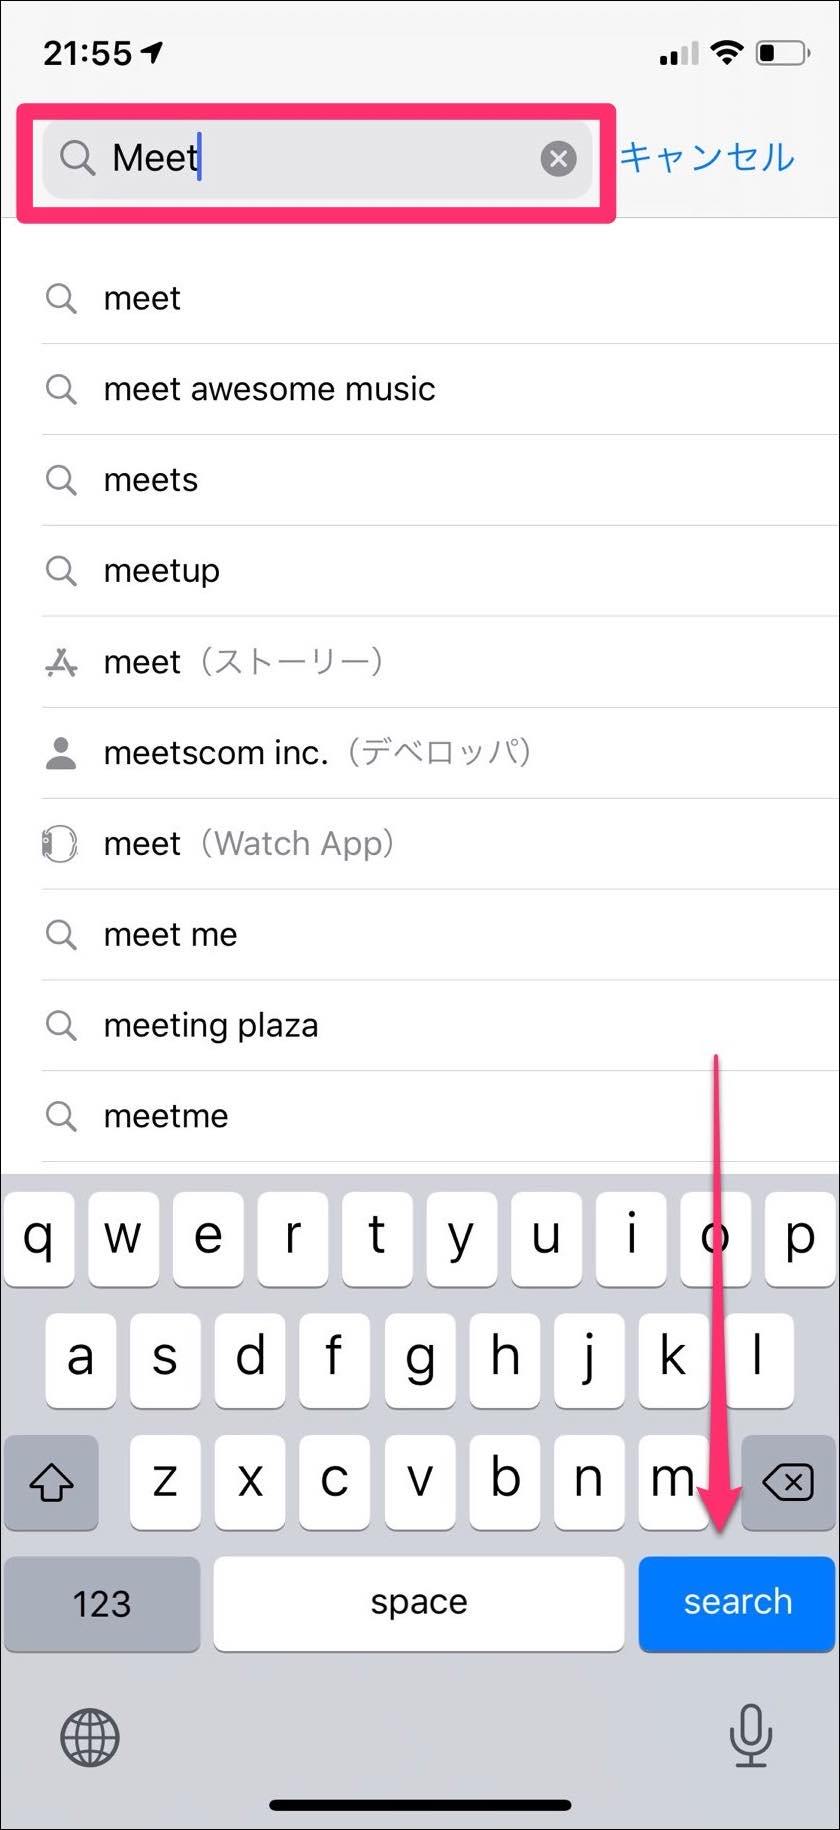 21:55
Meet
キャンセル
meet
meet awesome music
meets
meetup
meet（ストーリー）
meetscom inc.（デベロッパ）
meet（Watch App）
meet me
meeting plaza
meetme
q w e r t y u i o p
a s d f g h j k l
z x c v b n m
123 space search